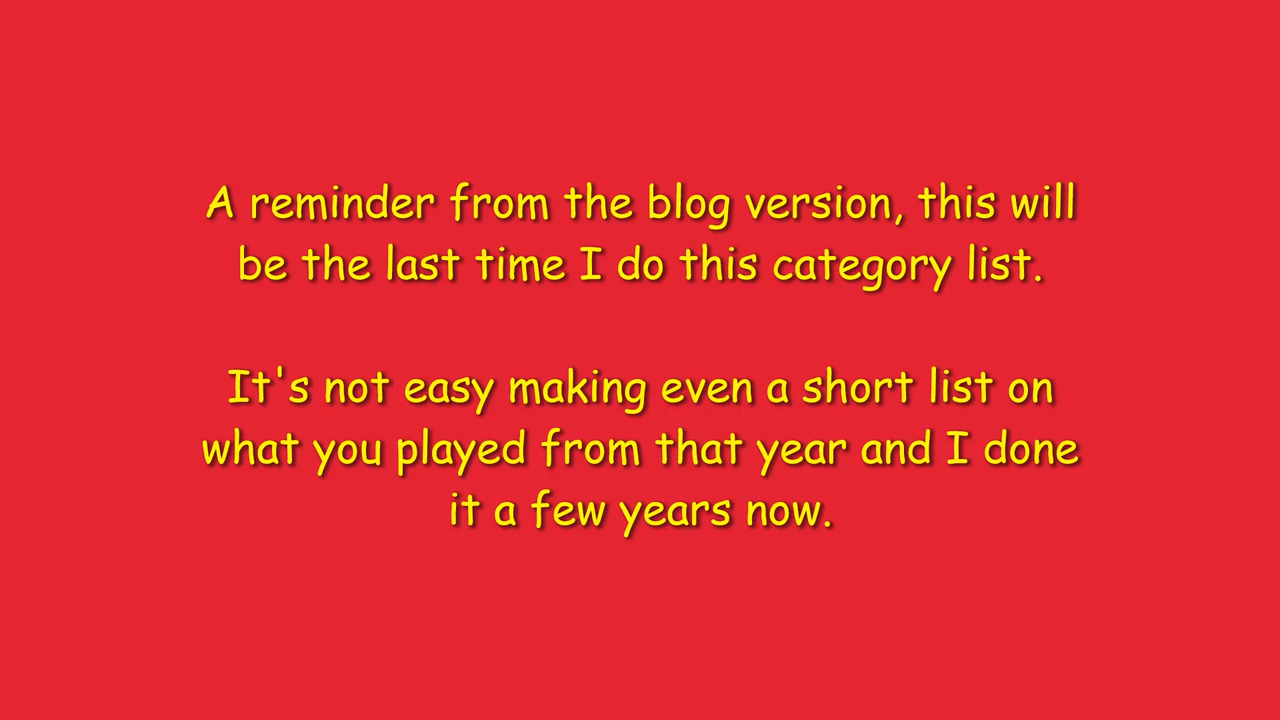 A reminder from the blog version, this will
be the last time I do this category list.
It's not easy making even a short list on
what you played from that year and I done
it a few years now.